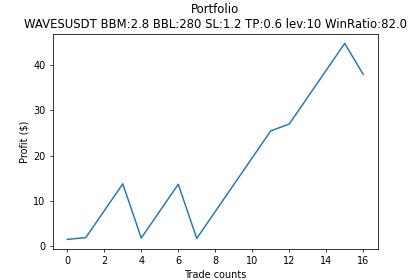 Portfolio
WAVESUSDT BBM:2.8 BBL:280 SL:1.2 TP:0.6 lev:10 WinRatio:82.0
40
30
20
10
0
Profit ($)
0 2 4 6 8 10 12 14 16
Trade counts